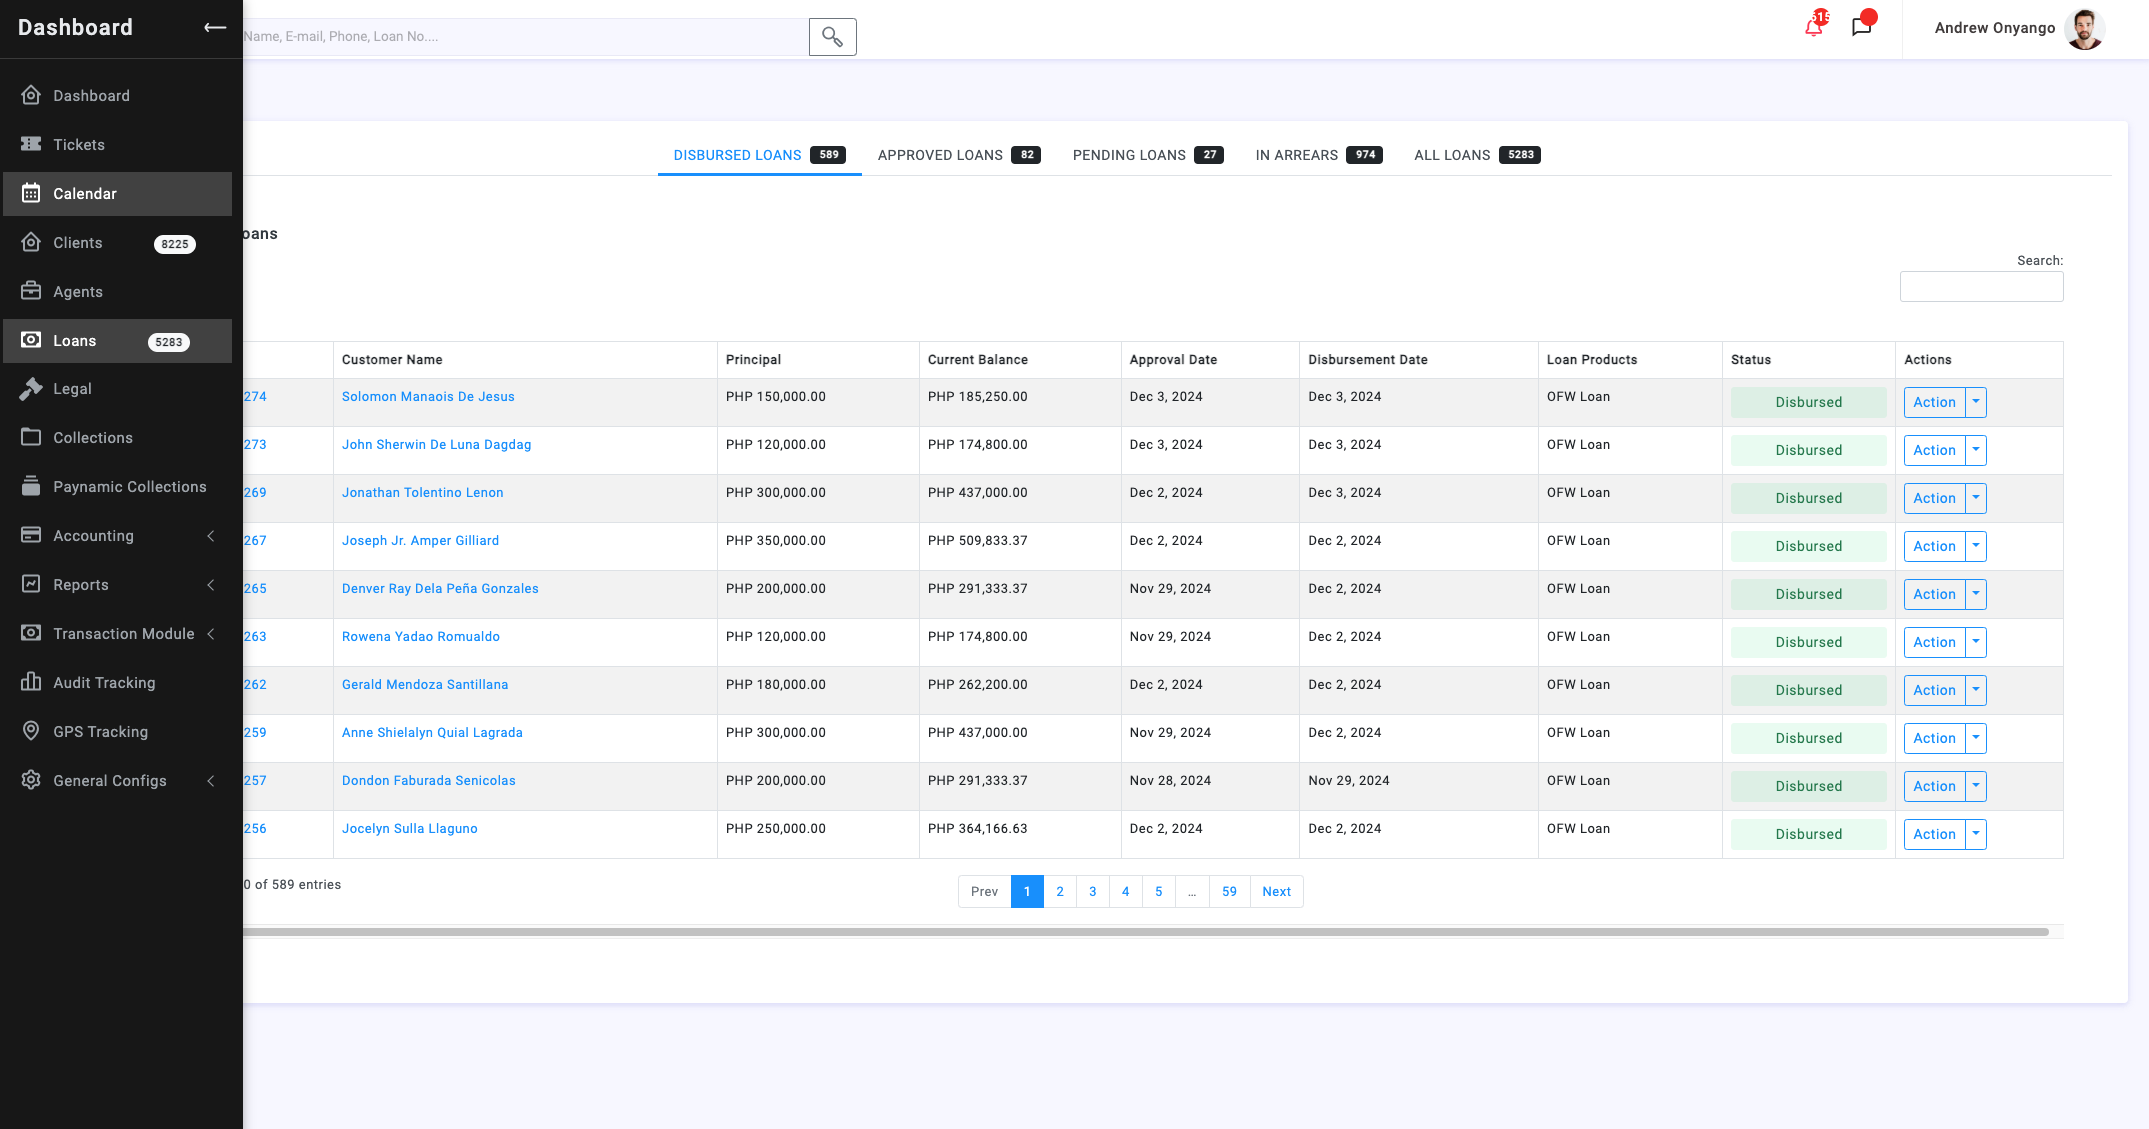 Dashboard
Name, E-mail, Phone, Loan No....
615
Andrew Onyango
Dashboard
Tickets
Calendar
Clients 8225
Agents
Loans 5283
Legal
Collections
Paynamic Collections
Accounting
Reports
Transaction Module
Audit Tracking
GPS Tracking
General Configs
DISBURSED LOANS 589 APPROVED LOANS 82 PENDING LOANS 27 IN ARREARS 974 ALL LOANS 5283
oans
Search:
Customer Name Principal Current Balance Approval Date Disbursement Date Loan Products Status Actions
274 Solomon Manaois De Jesus PHP 150,000.00 PHP 185,250.00 Dec 3, 2024 Dec 3, 2024 OFW Loan Disbursed Action
273 John Sherwin De Luna Dagdag PHP 120,000.00 PHP 174,800.00 Dec 3, 2024 Dec 3, 2024 OFW Loan Disbursed Action
269 Jonathan Tolentino Lenon PHP 300,000.00 PHP 437,000.00 Dec 2, 2024 Dec 3, 2024 OFW Loan Disbursed Action
267 Joseph Jr. Amper Gilliard PHP 350,000.00 PHP 509,833.37 Dec 2, 2024 Dec 2, 2024 OFW Loan Disbursed Action
265 Denver Ray Dela Peña Gonzales PHP 200,000.00 PHP 291,333.37 Nov 29, 2024 Dec 2, 2024 OFW Loan Disbursed Action
263 Rowena Yadao Romualdo PHP 120,000.00 PHP 174,800.00 Nov 29, 2024 Dec 2, 2024 OFW Loan Disbursed Action
262 Gerald Mendoza Santillana PHP 180,000.00 PHP 262,200.00 Dec 2, 2024 Dec 2, 2024 OFW Loan Disbursed Action
259 Anne Shielalyn Quial Lagrada PHP 300,000.00 PHP 437,000.00 Nov 29, 2024 Dec 2, 2024 OFW Loan Disbursed Action
257 Dondon Faburada Senicolas PHP 200,000.00 PHP 291,333.37 Nov 28, 2024 Nov 29, 2024 OFW Loan Disbursed Action
256 Jocelyn Sulla Llaguno PHP 250,000.00 PHP 364,166.63 Dec 2, 2024 Dec 2, 2024 OFW Loan Disbursed Action
0 of 589 entries
Prev 1 2 3 4 5 ... 59 Next